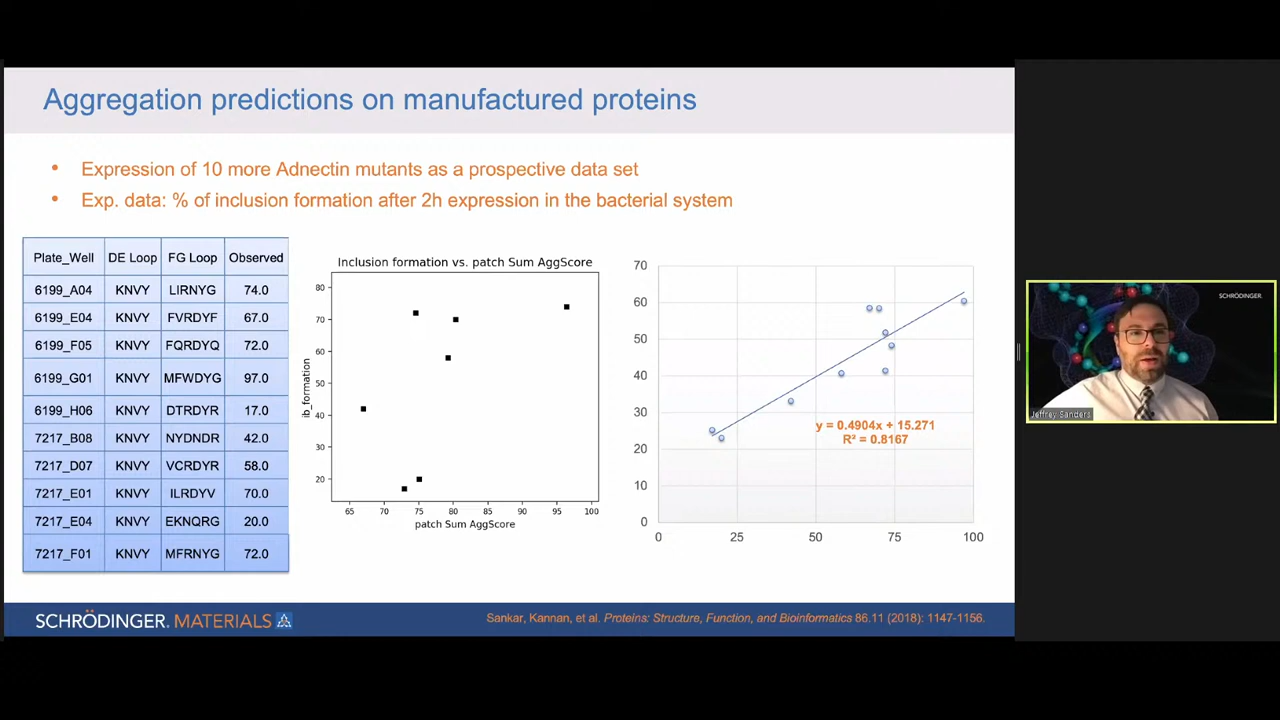 Aggregation predictions on manufactured proteins
• Expression of 10 more Adnectin mutants as a prospective data set
• Exp. data: % of inclusion formation after 2h expression in the bacterial system
Plate_Well DE Loop FG Loop Observed
6199_A04 KNVY LIRNYG 74.0
6199_E04 KNVY FVRDYF 67.0
6199_F05 KNVY FQRDYQ 72.0
6199_G01 KNVY MFWDYG 97.0
6199_H06 KNVY DTRDYR 17.0
7217_B08 KNVY NYDNDR 42.0
7217_D07 KNVY VCRDYR 58.0
7217_E01 KNVY ILRDYV 70.0
7217_E04 KNVY EKNQRG 20.0
7217_F01 KNVY MFRNYG 72.0
Inclusion formation vs. patch Sum AggScore
80
70
60
50
40
30
20
ib_formation
65 70 75 80 85 90 95 100
patch Sum AggScore
70
60
50
40
30
20
10
0
y = 0.4904x + 15.271
R² = 0.8167
0 25 50 75 100
SCHRÖDINGER.
Jeffrey Sanders
SCHRÖDINGER. MATERIALS
Sankar, Kannan, et al. Proteins: Structure, Function, and Bioinformatics 86.11 (2018): 1147-1156.